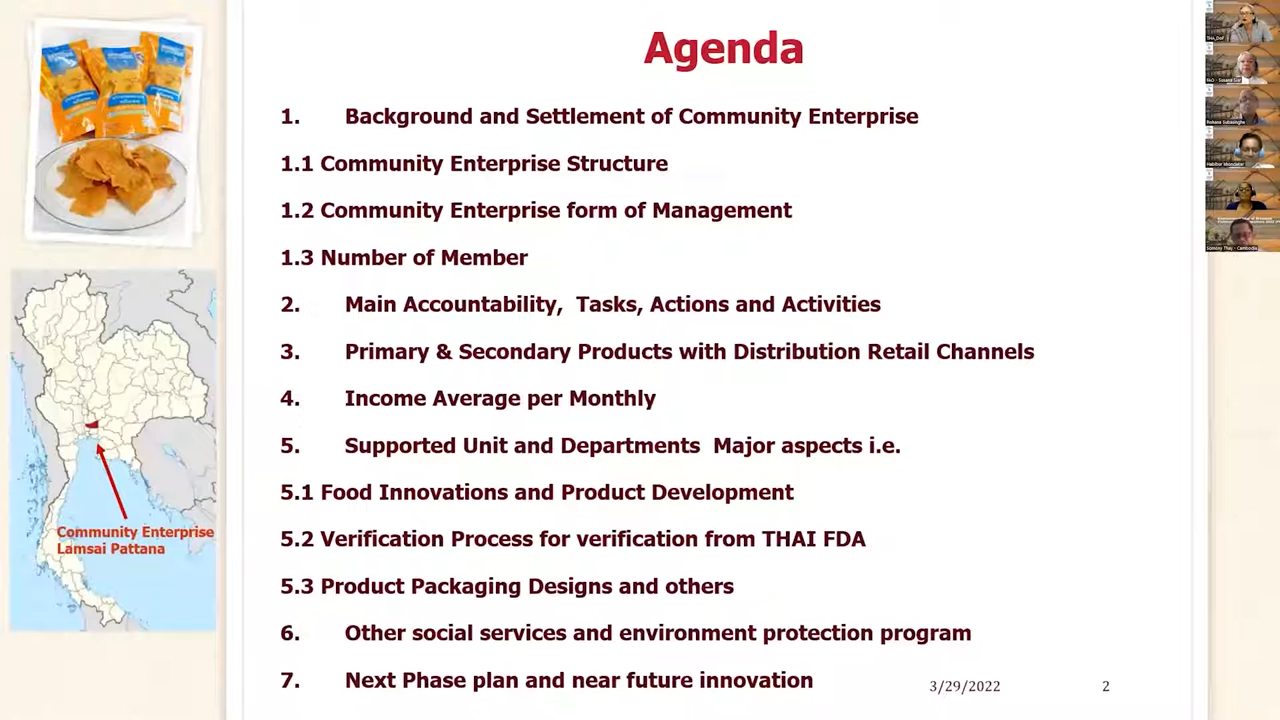 Agenda
1. Background and Settlement of Community Enterprise
1.1 Community Enterprise Structure
1.2 Community Enterprise form of Management
1.3 Number of Member
2. Main Accountability, Tasks, Actions and Activities
3. Primary & Secondary Products with Distribution Retail Channels
4. Income Average per Monthly
5. Supported Unit and Departments Major aspects i.e.
5.1 Food Innovations and Product Development
5.2 Verification Process for verification from THAI FDA
5.3 Product Packaging Designs and others
6. Other social services and environment protection program
7. Next Phase plan and near future innovation
3/29/2022 2
Community Enterprise
Lamsai Pattana
THA_DoF
Somony Thay - Cambodia